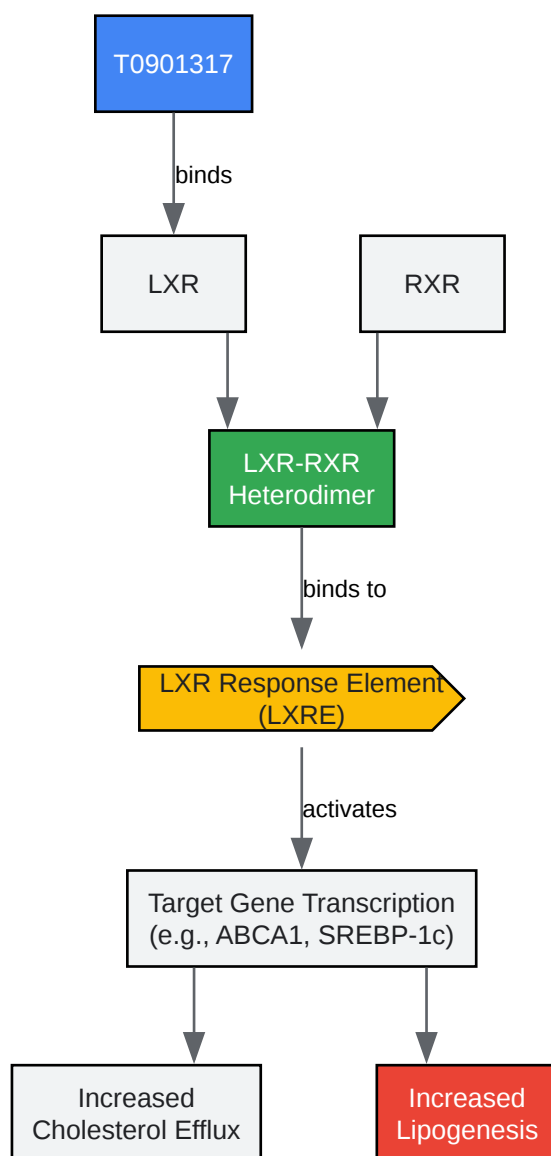 T0901317
binds
LXR
RXR
LXR-RXR
Heterodimer
binds to
LXR Response Element
(LXRE)
activates
Target Gene Transcription
(e.g., ABCA1, SREBP-1c)
Increased
Cholesterol Efflux
Increased
Lipogenesis